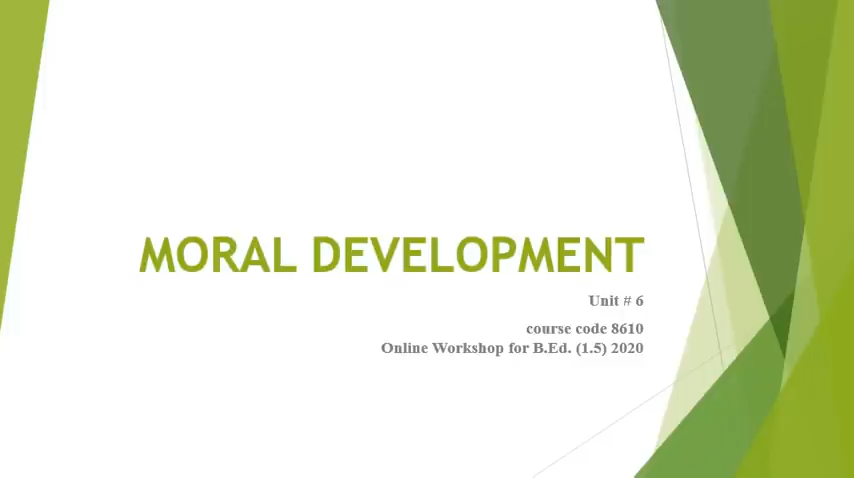 MORAL DEVELOPMENT
Unit # 6
course code 8610
Online Workshop for B.Ed. (1.5) 2020